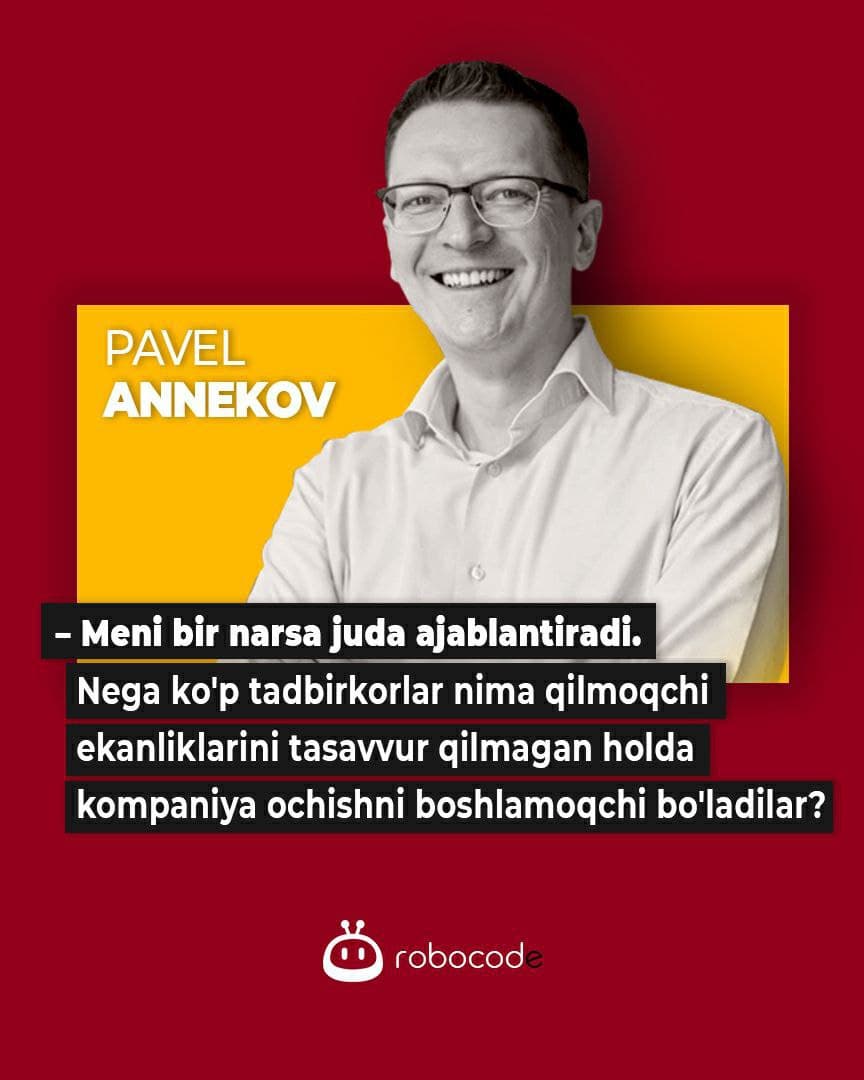 PAVEL
ANNEKOV
– Meni bir narsa juda ajablantiradi.
Nega ko'p tadbirkorlar nima qilmoqchi
ekanliklarini tasavvur qilmagan holda
kompaniya ochishni boshlamoqchi bo'ladilar?
robocode